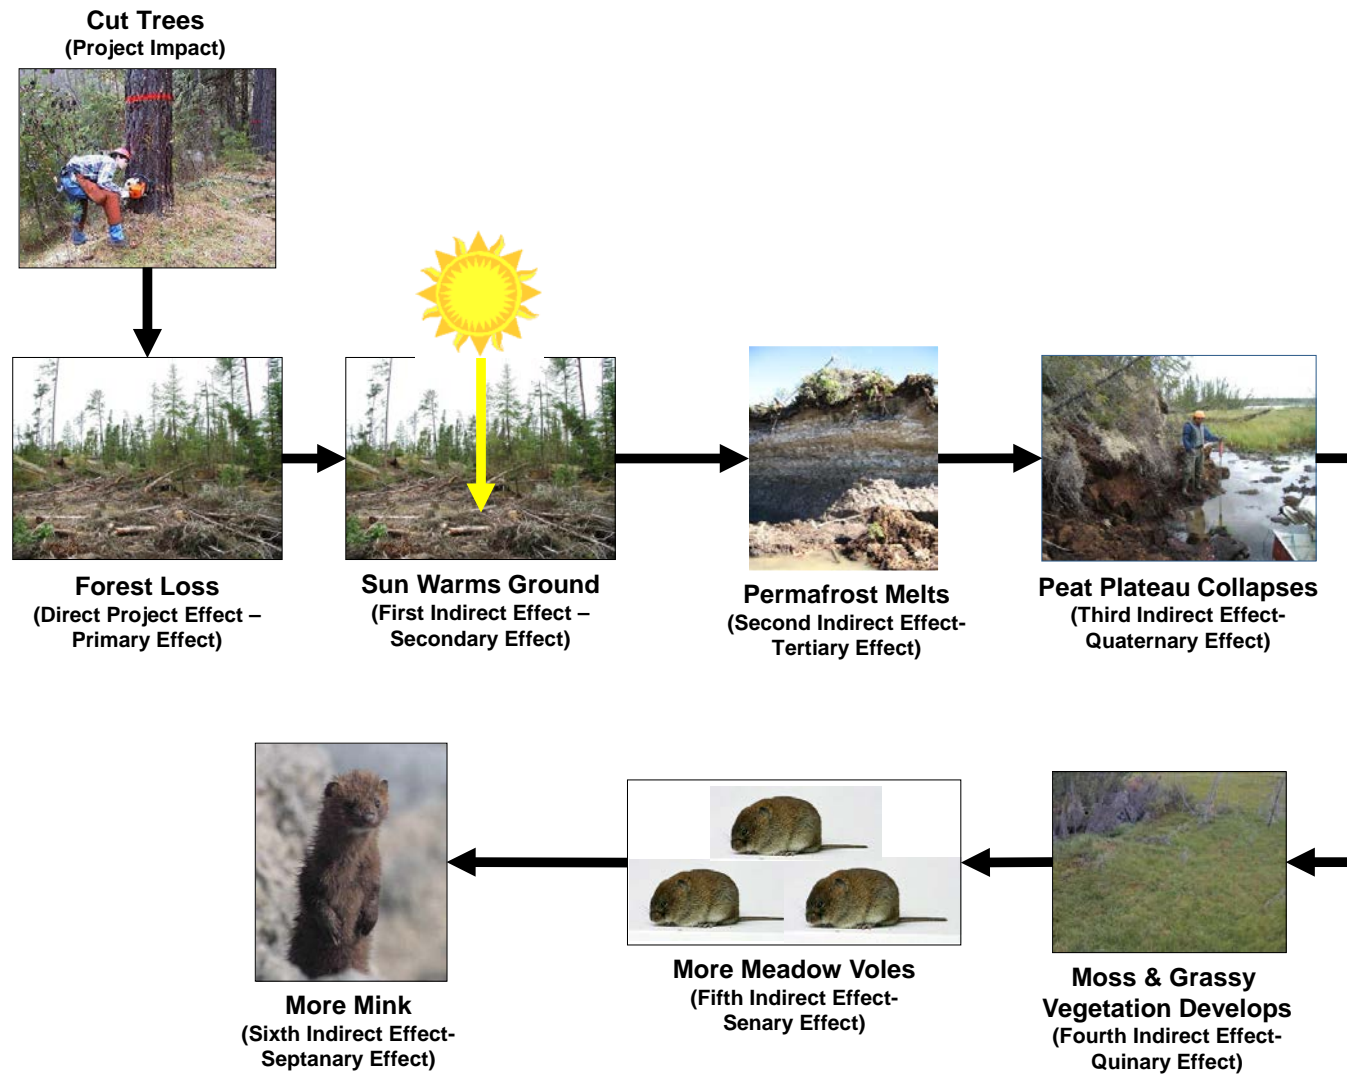 Cut Trees
(Project Impact)
Forest Loss
(Direct Project Effect –
Primary Effect)
Sun Warms Ground
(First Indirect Effect –
Secondary Effect)
Permafrost Melts
(Second Indirect Effect-
Tertiary Effect)
Peat Plateau Collapses
(Third Indirect Effect-
Quaternary Effect)
More Mink
(Sixth Indirect Effect-
Septanary Effect)
More Meadow Voles
(Fifth Indirect Effect-
Senary Effect)
Moss & Grassy
Vegetation Develops
(Fourth Indirect Effect-
Quinary Effect)